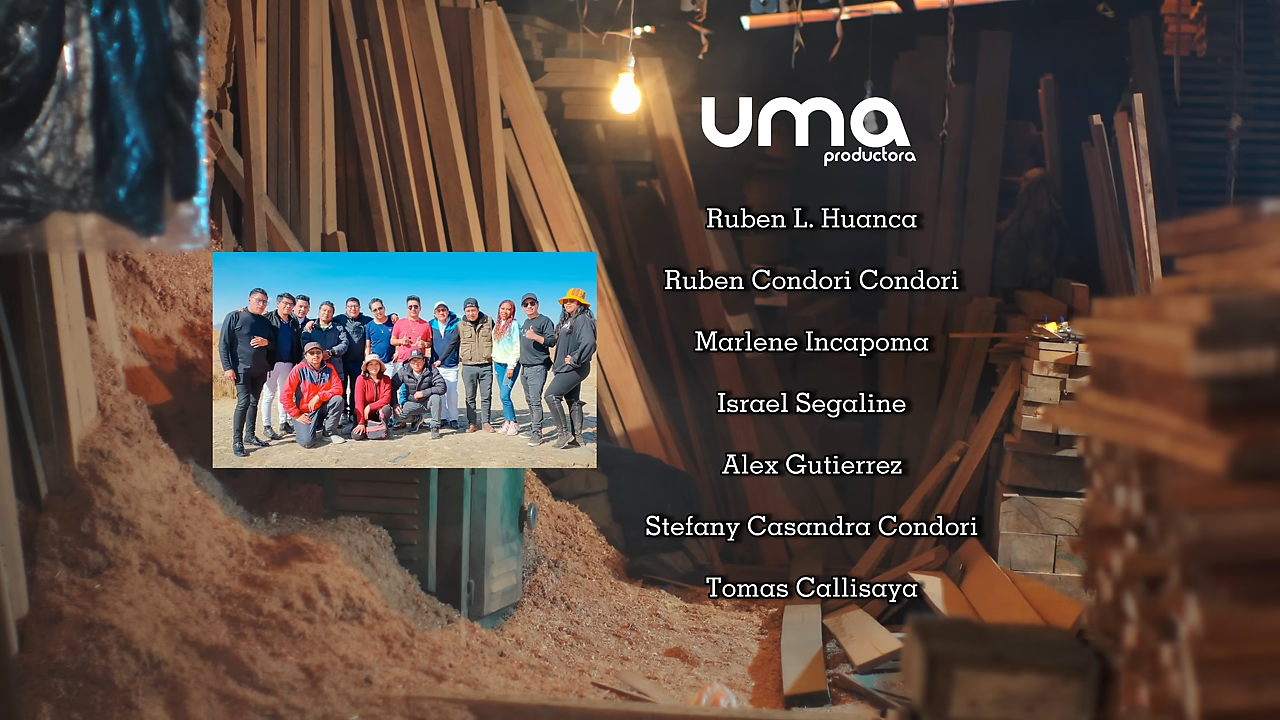 uma
productora
Ruben L. Huanca
Ruben Condori Condori
Marlene Incapoma
Israel Segaline
Alex Gutierrez
Stefany Casandra Condori
Tomas Callisaya